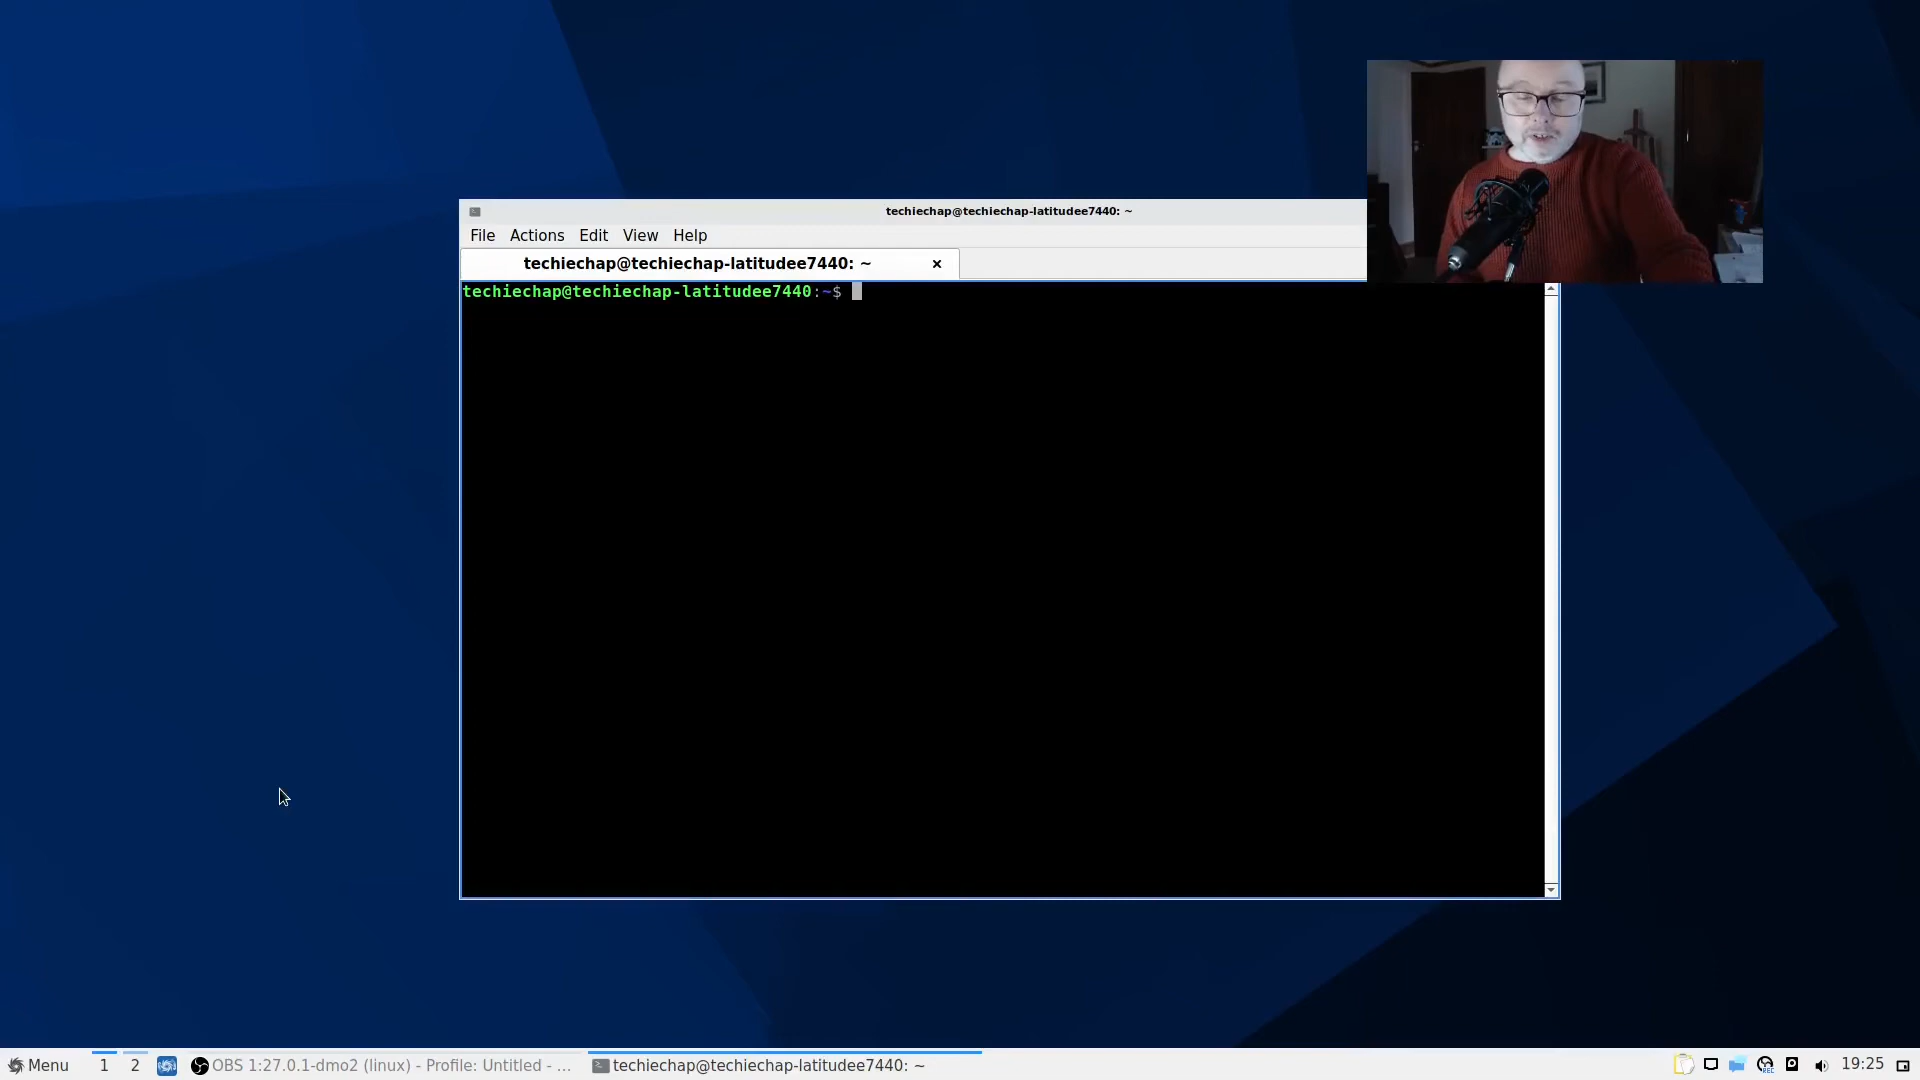 techiechap@techiechap-latitudee7440: ~
File Actions Edit View Help
techiechap@techiechap-latitudee7440: ~ ×
techiechap@techiechap-latitudee7440:~$
Menu 1 2 OBS 1:27.0.1-dmo2 (linux) - Profile: Untitled - ... techiechap@techiechap-latitudee7440: ~ REC 19:25